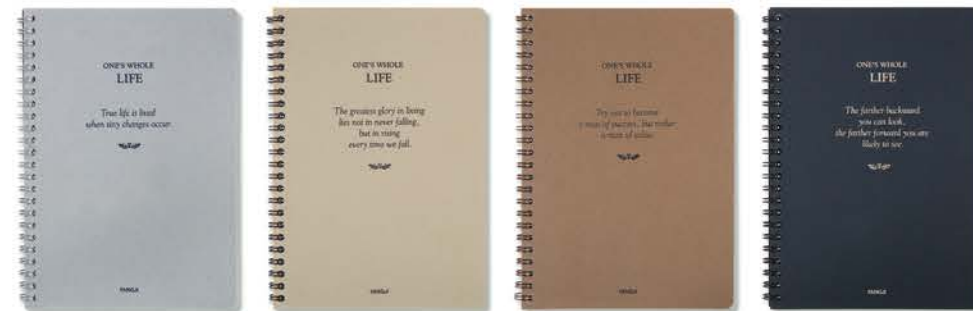 ONE'S WHOLE
LIFE
True life is lived
when tiny changes occur.
ONE'S WHOLE
LIFE
The greatest glory in living
lies not in never falling,
but in rising
every time we fall.
ONE'S WHOLE
LIFE
Try not to become
a man of success, but rather
a man of value.
ONE'S WHOLE
LIFE
The farther backward
you can look,
the farther forward you are
likely to see.